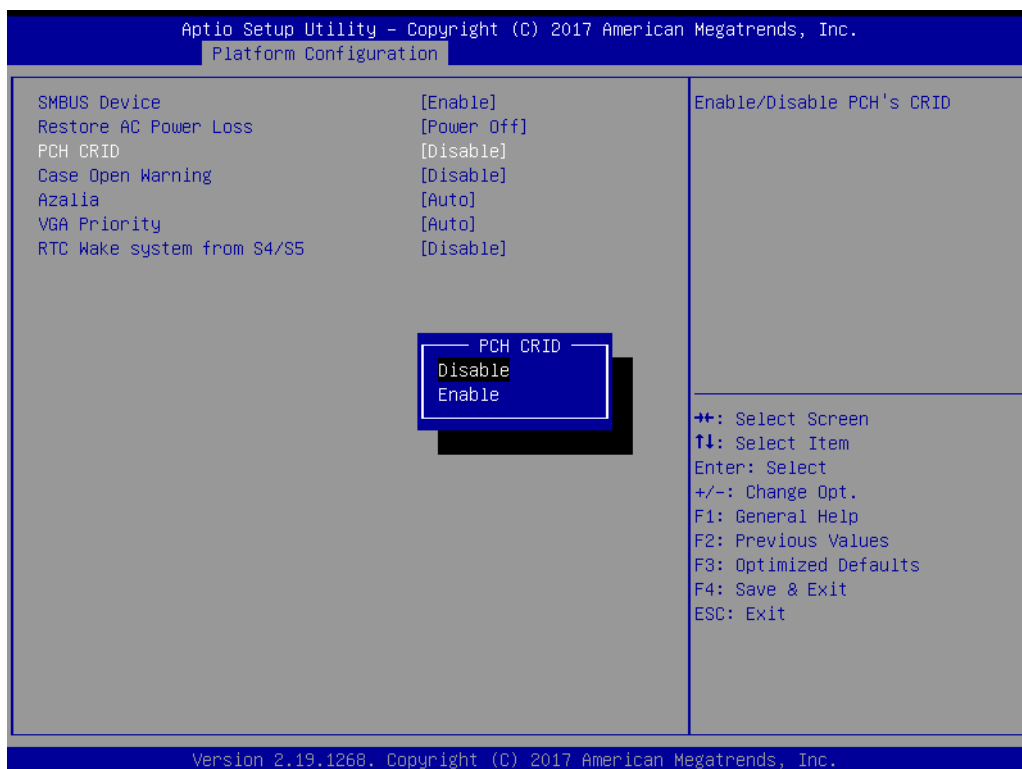 Aptio Setup Utility – Copyright (C) 2017 American Megatrends, Inc.
Platform Configuration
SMBUS Device [Enable]
Restore AC Power Loss [Power Off]
PCH CRID [Disable]
Case Open Warning [Disable]
Azalia [Auto]
VGA Priority [Auto]
RTC Wake system from S4/S5 [Disable]
PCH CRID
Disable
Enable
Enable/Disable PCH's CRID
→←: Select Screen
↑↓: Select Item
Enter: Select
+/-: Change Opt.
F1: General Help
F2: Previous Values
F3: Optimized Defaults
F4: Save & Exit
ESC: Exit
Version 2.19.1268. Copyright (C) 2017 American Megatrends, Inc.